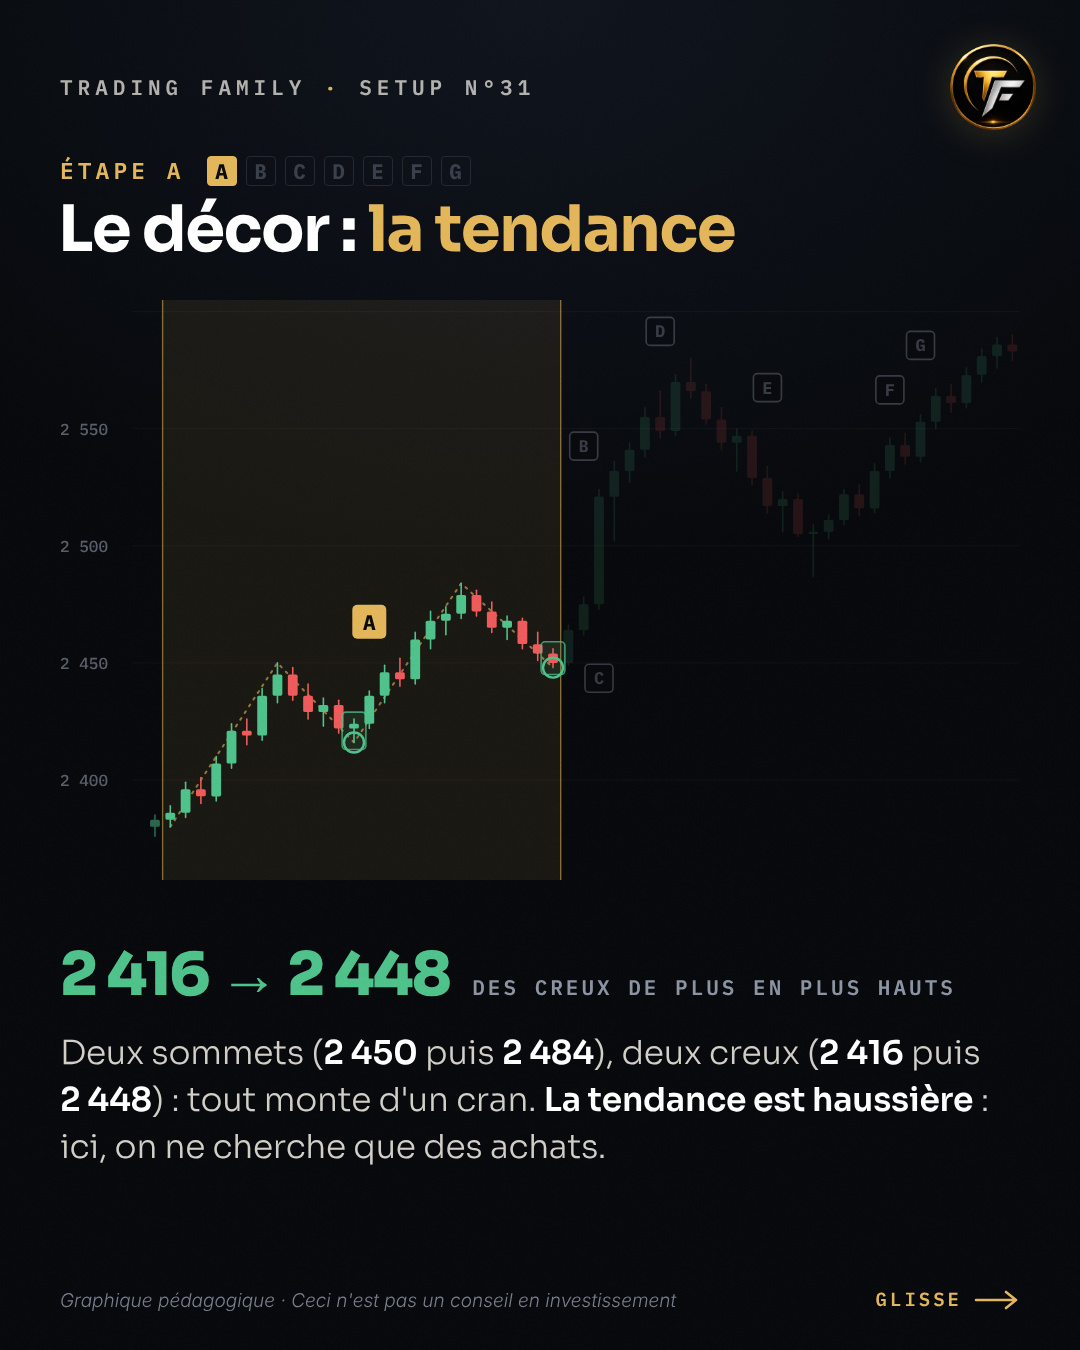 TRADING FAMILY · SETUP N°31
TF
ÉTAPE A A B C D E F G
Le décor : la tendance
D
G
E
F
2 550
B
2 500
A
2 450
C
2 400
2 416 → 2 448 DES CREUX DE PLUS EN PLUS HAUTS
Deux sommets (2 450 puis 2 484), deux creux (2 416 puis
2 448) : tout monte d'un cran. La tendance est haussière :
ici, on ne cherche que des achats.
Graphique pédagogique · Ceci n'est pas un conseil en investissement
GLISSE →